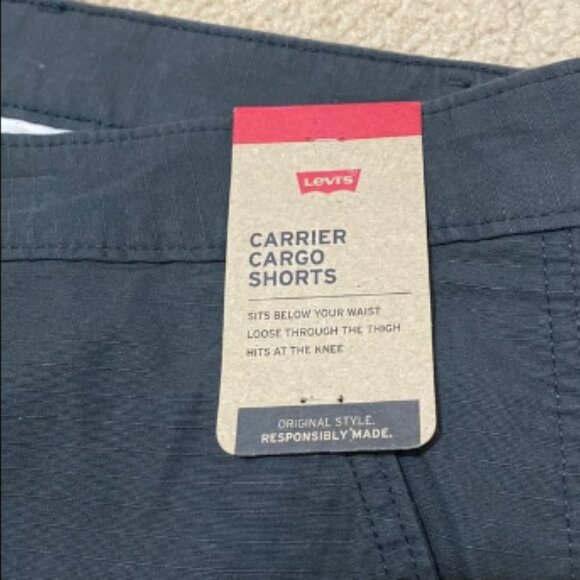 Levi's
CARRIER
CARGO
SHORTS
SITS BELOW YOUR WAIST
LOOSE THROUGH THE THIGH
HITS AT THE KNEE
ORIGINAL STYLE.
RESPONSIBLY MADE.